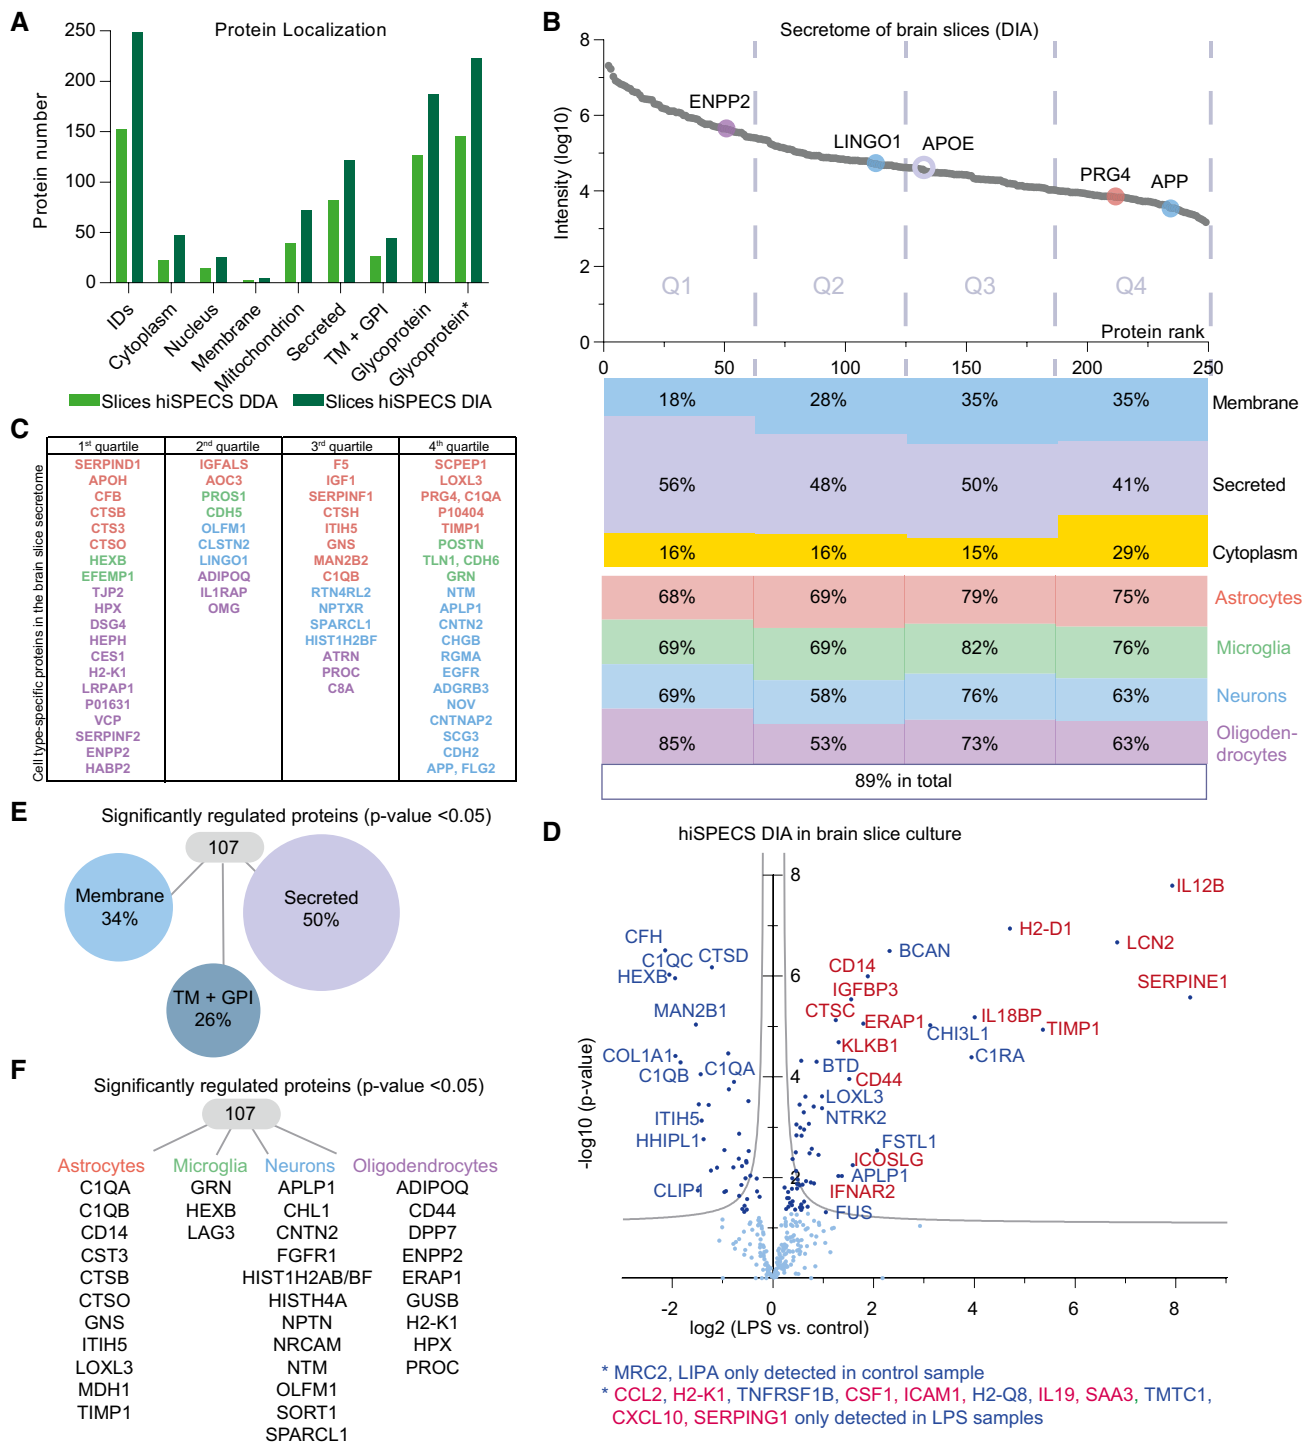 A
Protein Localization
Protein number
250
200
150
100
50
0
IDs
Cytoplasm
Nucleus
Membrane
Mitochondrion
Secreted
TM + GPI
Glycoprotein
Glycoprotein*
Slices hiSPECS DDA
Slices hiSPECS DIA
B
Secretome of brain slices (DIA)
Intensity (log10)
8
6
4
2
0
ENPP2
LINGO1
APOE
PRG4
APP
Q1
Q2
Q3
Q4
Protein rank
0
50
100
150
200
250
18%
28%
35%
35%
Membrane
56%
48%
50%
41%
Secreted
16%
16%
15%
29%
Cytoplasm
68%
69%
79%
75%
Astrocytes
69%
69%
82%
76%
Microglia
69%
58%
76%
63%
Neurons
85%
53%
73%
63%
Oligoden-
drocytes
89% in total
C
Cell type-specific proteins in the brain slice secretome
1st quartile
SERPIND1
APOH
CFB
CTSB
CTS3
CTSO
HEXB
EFEMP1
TJP2
HPX
DSG4
HEPH
CES1
H2-K1
LRPAP1
P01631
VCP
SERPINF2
ENPP2
HABP2
2nd quartile
IGFALS
AOC3
PROS1
CDH5
OLFM1
CLSTN2
LINGO1
ADIPOQ
IL1RAP
OMG
3rd quartile
F5
IGF1
SERPINF1
CTSH
ITIH5
GNS
MAN2B2
C1QB
RTN4RL2
NPTXR
SPARCL1
HIST1H2BF
ATRN
PROC
C8A
4th quartile
SCPEP1
LOXL3
PRG4, C1QA
P10404
TIMP1
POSTN
TLN1, CDH6
GRN
NTM
APLP1
CNTN2
CHGB
RGMA
EGFR
ADGRB3
NOV
CNTNAP2
SCG3
CDH2
APP, FLG2
D
hiSPECS DIA in brain slice culture
-log10 (p-value)
8
6
4
2
-2
0
2
4
6
8
log2 (LPS vs. control)
IL12B
H2-D1
LCN2
BCAN
CFH
C1QC
CTSD
HEXB
CD14
IGFBP3
SERPINE1
MAN2B1
CTSC
ERAP1
IL18BP
TIMP1
CHI3L1
KLKB1
COL1A1
C1RA
C1QB
C1QA
BTD
CD44
LOXL3
NTRK2
ITIH5
HHIPL1
FSTL1
ICOSLG
APLP1
CLIP1
IFNAR2
FUS
* MRC2, LIPA only detected in control sample
* CCL2, H2-K1, TNFRSF1B, CSF1, ICAM1, H2-Q8, IL19, SAA3, TMTC1,
CXCL10, SERPING1 only detected in LPS samples
E
Significantly regulated proteins (p-value <0.05)
107
Membrane
34%
Secreted
50%
TM + GPI
26%
F
Significantly regulated proteins (p-value <0.05)
107
Astrocytes
C1QA
C1QB
CD14
CST3
CTSB
CTSO
GNS
ITIH5
LOXL3
MDH1
TIMP1
Microglia
GRN
HEXB
LAG3
Neurons
APLP1
CHL1
CNTN2
FGFR1
HIST1H2AB/BF
HISTH4A
NPTN
NRCAM
NTM
OLFM1
SORT1
SPARCL1
Oligodendrocytes
ADIPOQ
CD44
DPP7
ENPP2
ERAP1
GUSB
H2-K1
HPX
PROC